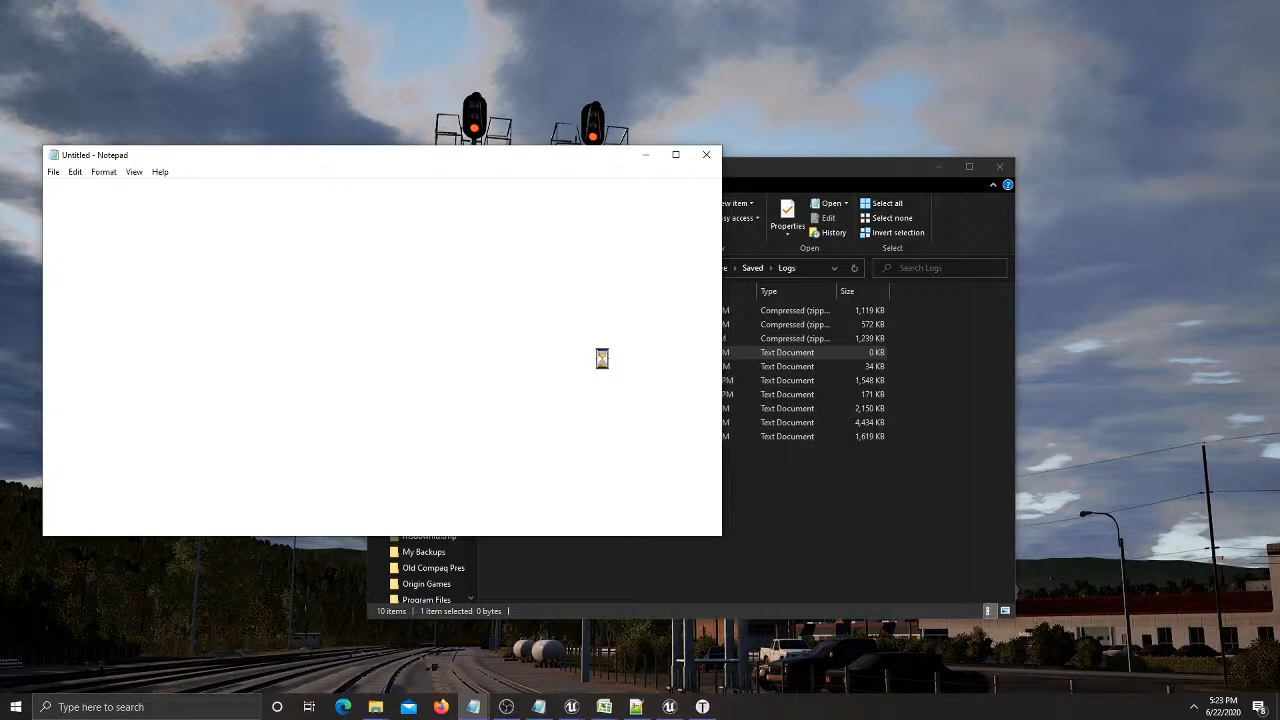 Untitled - Notepad
File Edit Format View Help
Open
Select all
Properties
Edit
Select none
History
Invert selection
Open
Select
Saved
Logs
Search Logs
Type
Size
M Compressed (zipp... 1,119 KB
M Compressed (zipp... 572 KB
M Compressed (zipp... 1,239 KB
M Text Document 0 KB
M Text Document 34 KB
PM Text Document 1,548 KB
PM Text Document 171 KB
M Text Document 2,150 KB
M Text Document 4,434 KB
M Text Document 1,619 KB
My Backups
Old Compaq Pres
Origin Games
Program Files
10 items 1 item selected 0 bytes
Type here to search
5:23 PM
6/22/2020